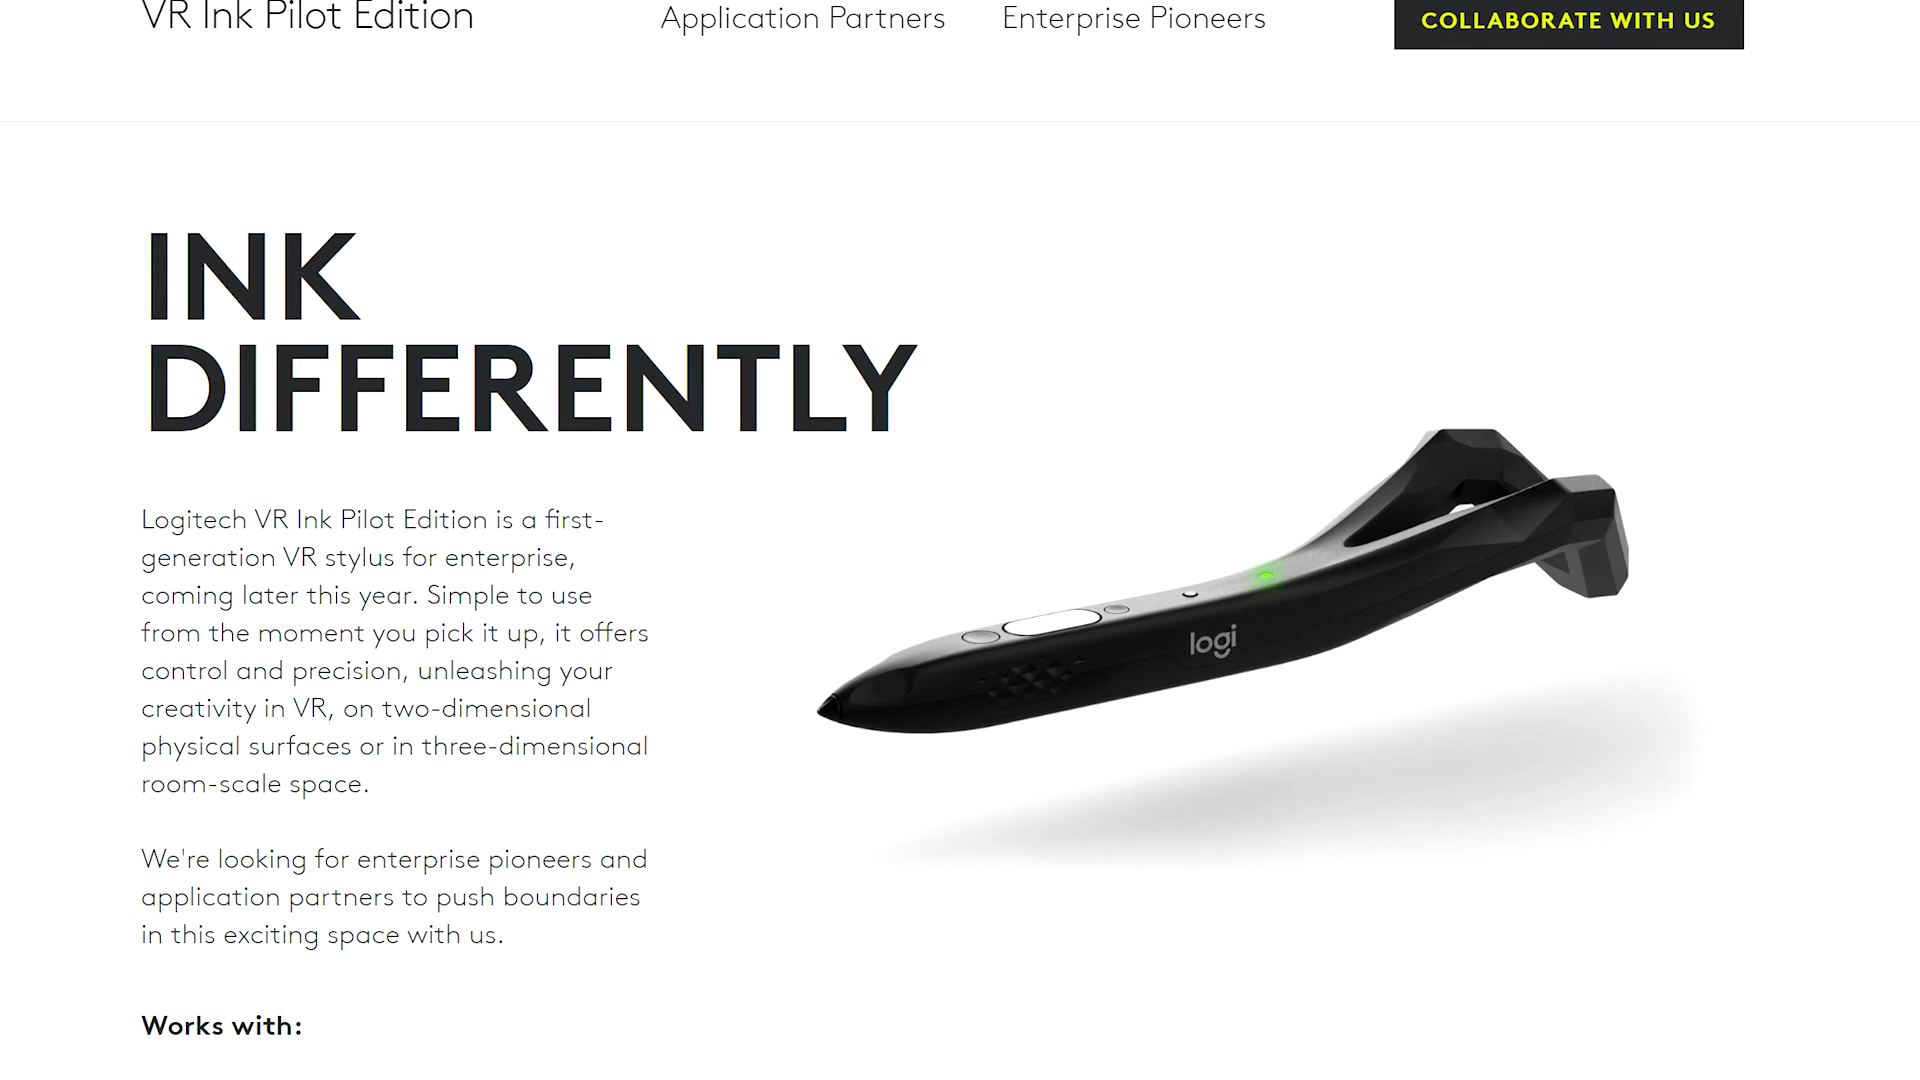 VR Ink Pilot Edition
Application Partners
Enterprise Pioneers
COLLABORATE WITH US
INK
DIFFERENTLY
Logitech VR Ink Pilot Edition is a first-
generation VR stylus for enterprise,
coming later this year. Simple to use
from the moment you pick it up, it offers
control and precision, unleashing your
creativity in VR, on two-dimensional
physical surfaces or in three-dimensional
room-scale space.
We're looking for enterprise pioneers and
application partners to push boundaries
in this exciting space with us.
Works with:
logi